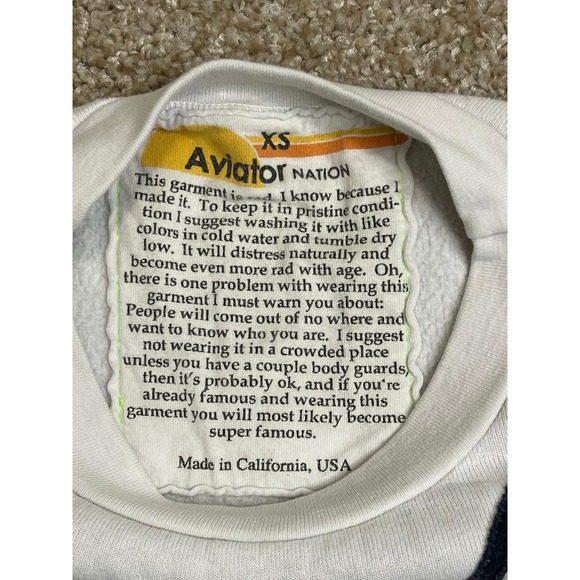 XS
Aviator NATION
This garment is rad. I know because I
made it. To keep it in pristine condi-
tion I suggest washing it with like
colors in cold water and tumble dry
low. It will distress naturally and
become even more rad with age. Oh,
there is one problem with wearing this
garment I must warn you about:
People will come out of no where and
want to know who you are. I suggest
not wearing it in a crowded place
unless you have a couple body guards,
then it's probably ok, and if you're
already famous and wearing this
garment you will most likely become
super famous.
Made in California, USA